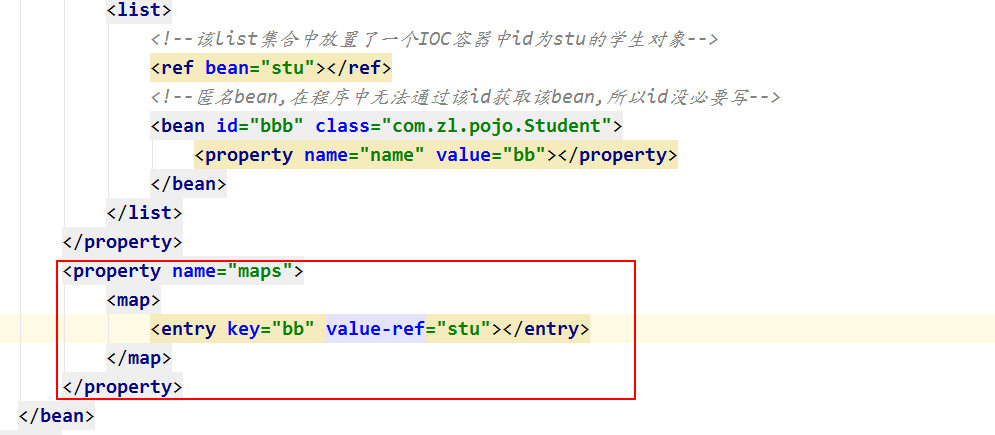 <list>
<!--该list集合中放置了一个IOC容器中id为stu的学生对象-->
<ref bean="stu"></ref>
<!--匿名bean,在程序中无法通过该id获取该bean,所以id没必要写-->
<bean id="bbb" class="com.zl.pojo.Student">
<property name="name" value="bb"></property>
</bean>
</list>
</property>
<property name="maps">
<map>
<entry key="bb" value-ref="stu"></entry>
</map>
</property>
</bean>